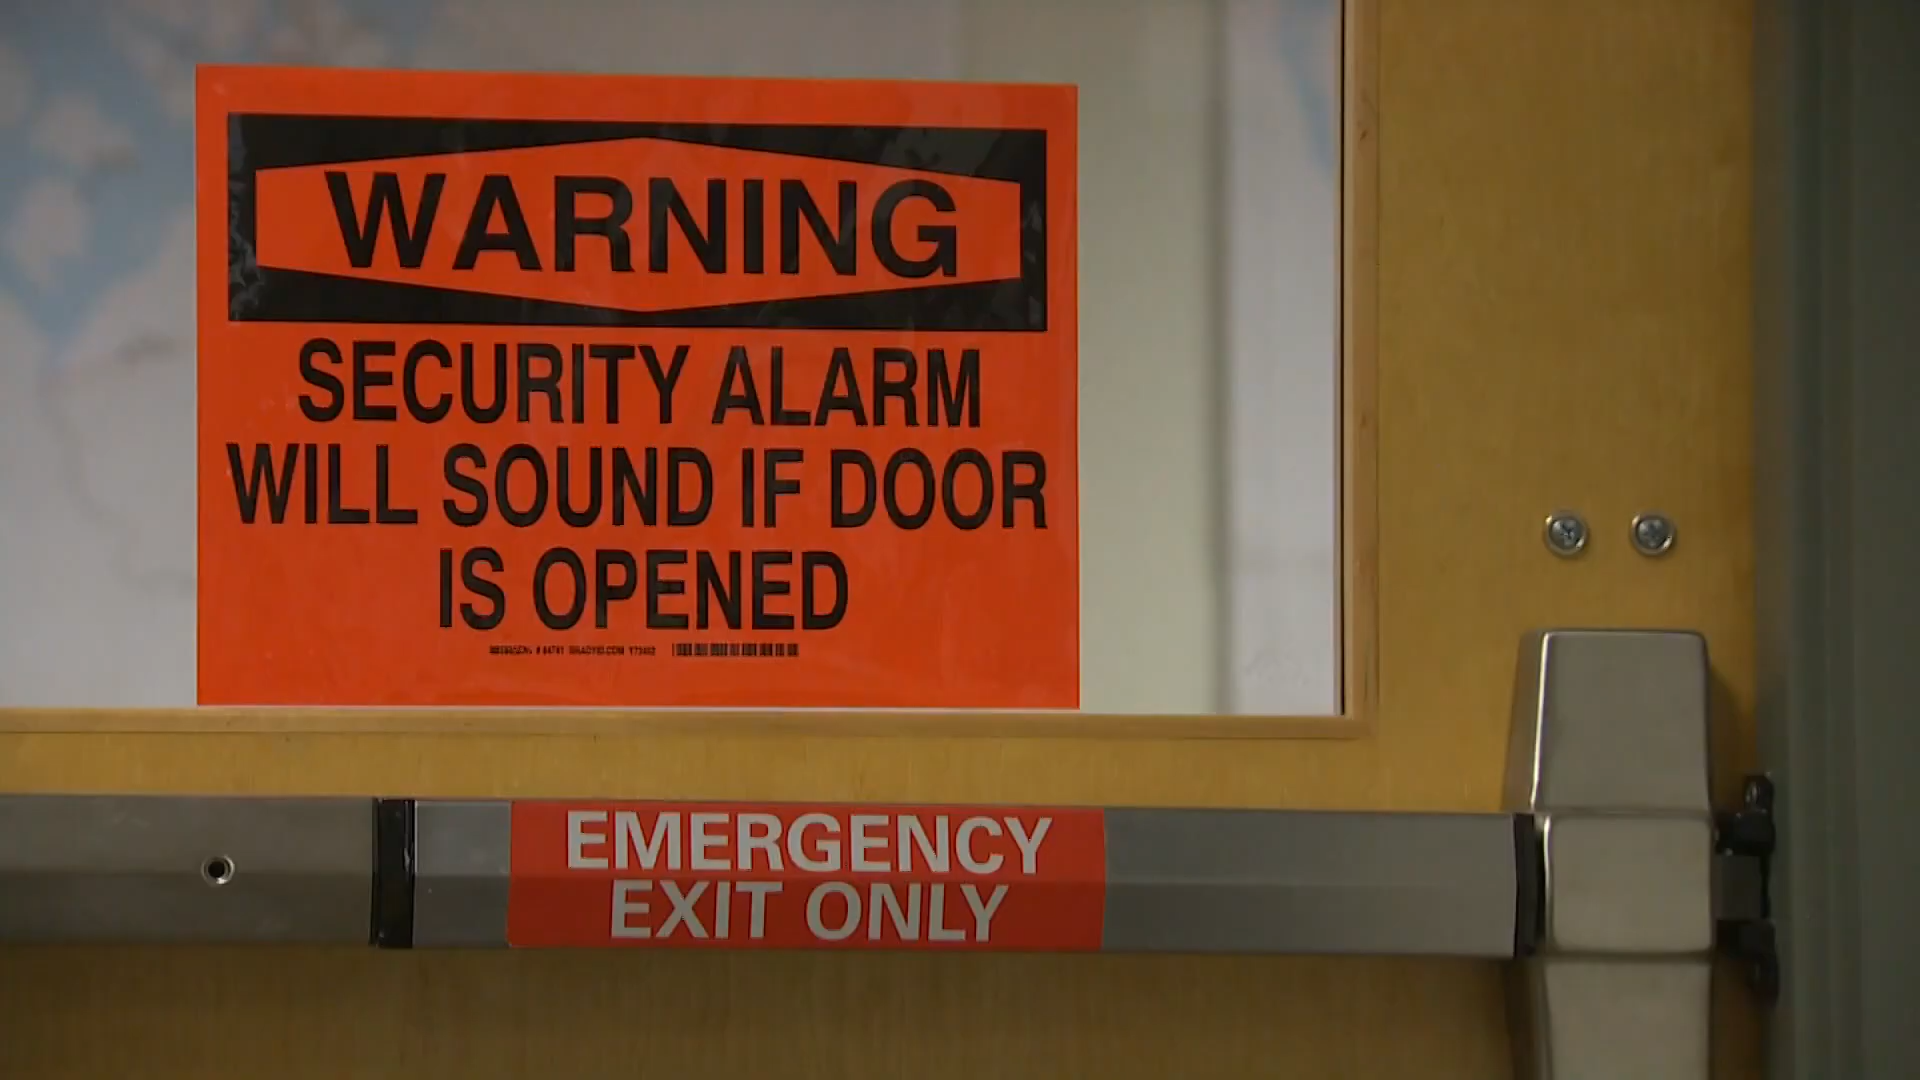 WARNING
SECURITY ALARM
WILL SOUND IF DOOR
IS OPENED
EMERGENCY
EXIT ONLY